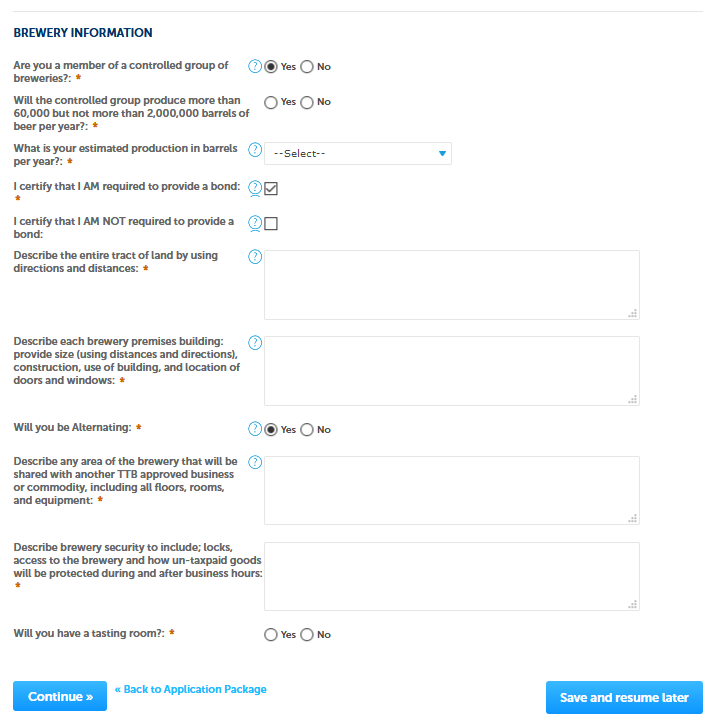 BREWERY INFORMATION
Are you a member of a controlled group of ? Yes No
breweries?: *
Will the controlled group produce more than Yes No
60,000 but not more than 2,000,000 barrels of
beer per year?: *
What is your estimated production in barrels ? --Select--
per year?: *
I certify that I AM required to provide a bond: ?
*
I certify that I AM NOT required to provide a ?
bond:
Describe the entire tract of land by using ?
directions and distances: *
Describe each brewery premises building: ?
provide size (using distances and directions),
construction, use of building, and location of
doors and windows: *
Will you be Alternating: * ? Yes No
Describe any area of the brewery that will be ?
shared with another TTB approved business
or commodity, including all floors, rooms,
and equipment: *
Describe brewery security to include; locks,
access to the brewery and how un-taxpaid goods
will be protected during and after business hours:
*
Will you have a tasting room?: * Yes No
Continue » « Back to Application Package Save and resume later